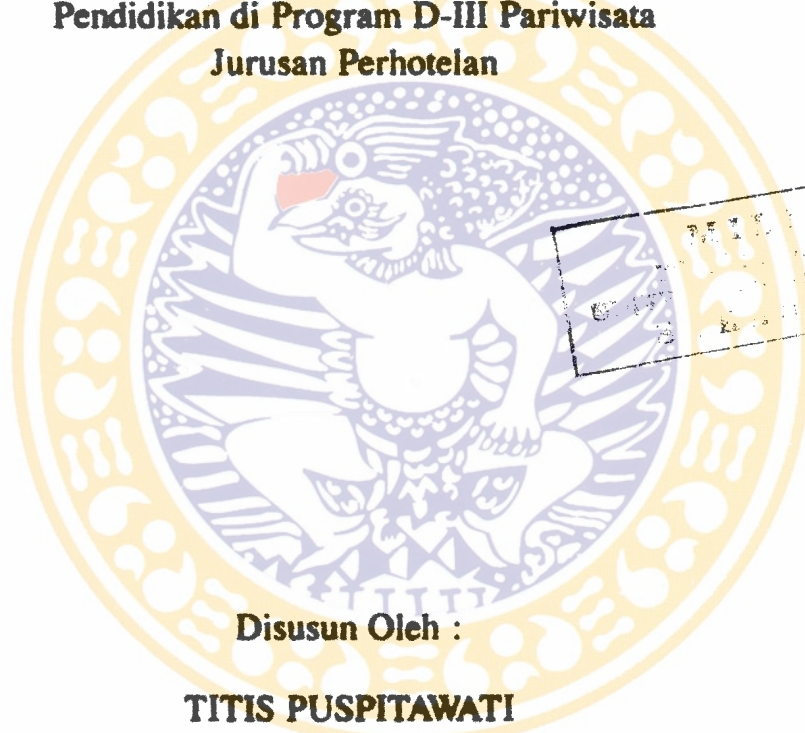 Pendidikan di Program D-III Pariwisata
Jurusan Perhotelan
Disusun Oleh :
TITIS PUSPITAWATI